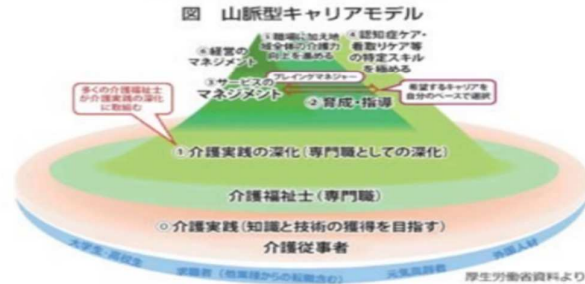 図 山脈型キャリアモデル
⑥経営の
マネジメント
⑤職場に加え地
域全体の介護力
向上を進める
④認知症ケア・
看取りケア等
の特定スキル
を極める
プレイングマネジャー
③サービスの
マネジメント
②育成・指導
希望するキャリアを
自分のペースで選択
多くの介護福祉士
が介護実践の深化
に取組む
①介護実践の深化(専門職としての深化)
介護福祉士(専門職)
⓪介護実践(知識と技術の獲得を目指す)
介護従事者
大学生・高校生
求職者(他業種からの転職含む)
元気高齢者
外国人材
厚生労働省資料より